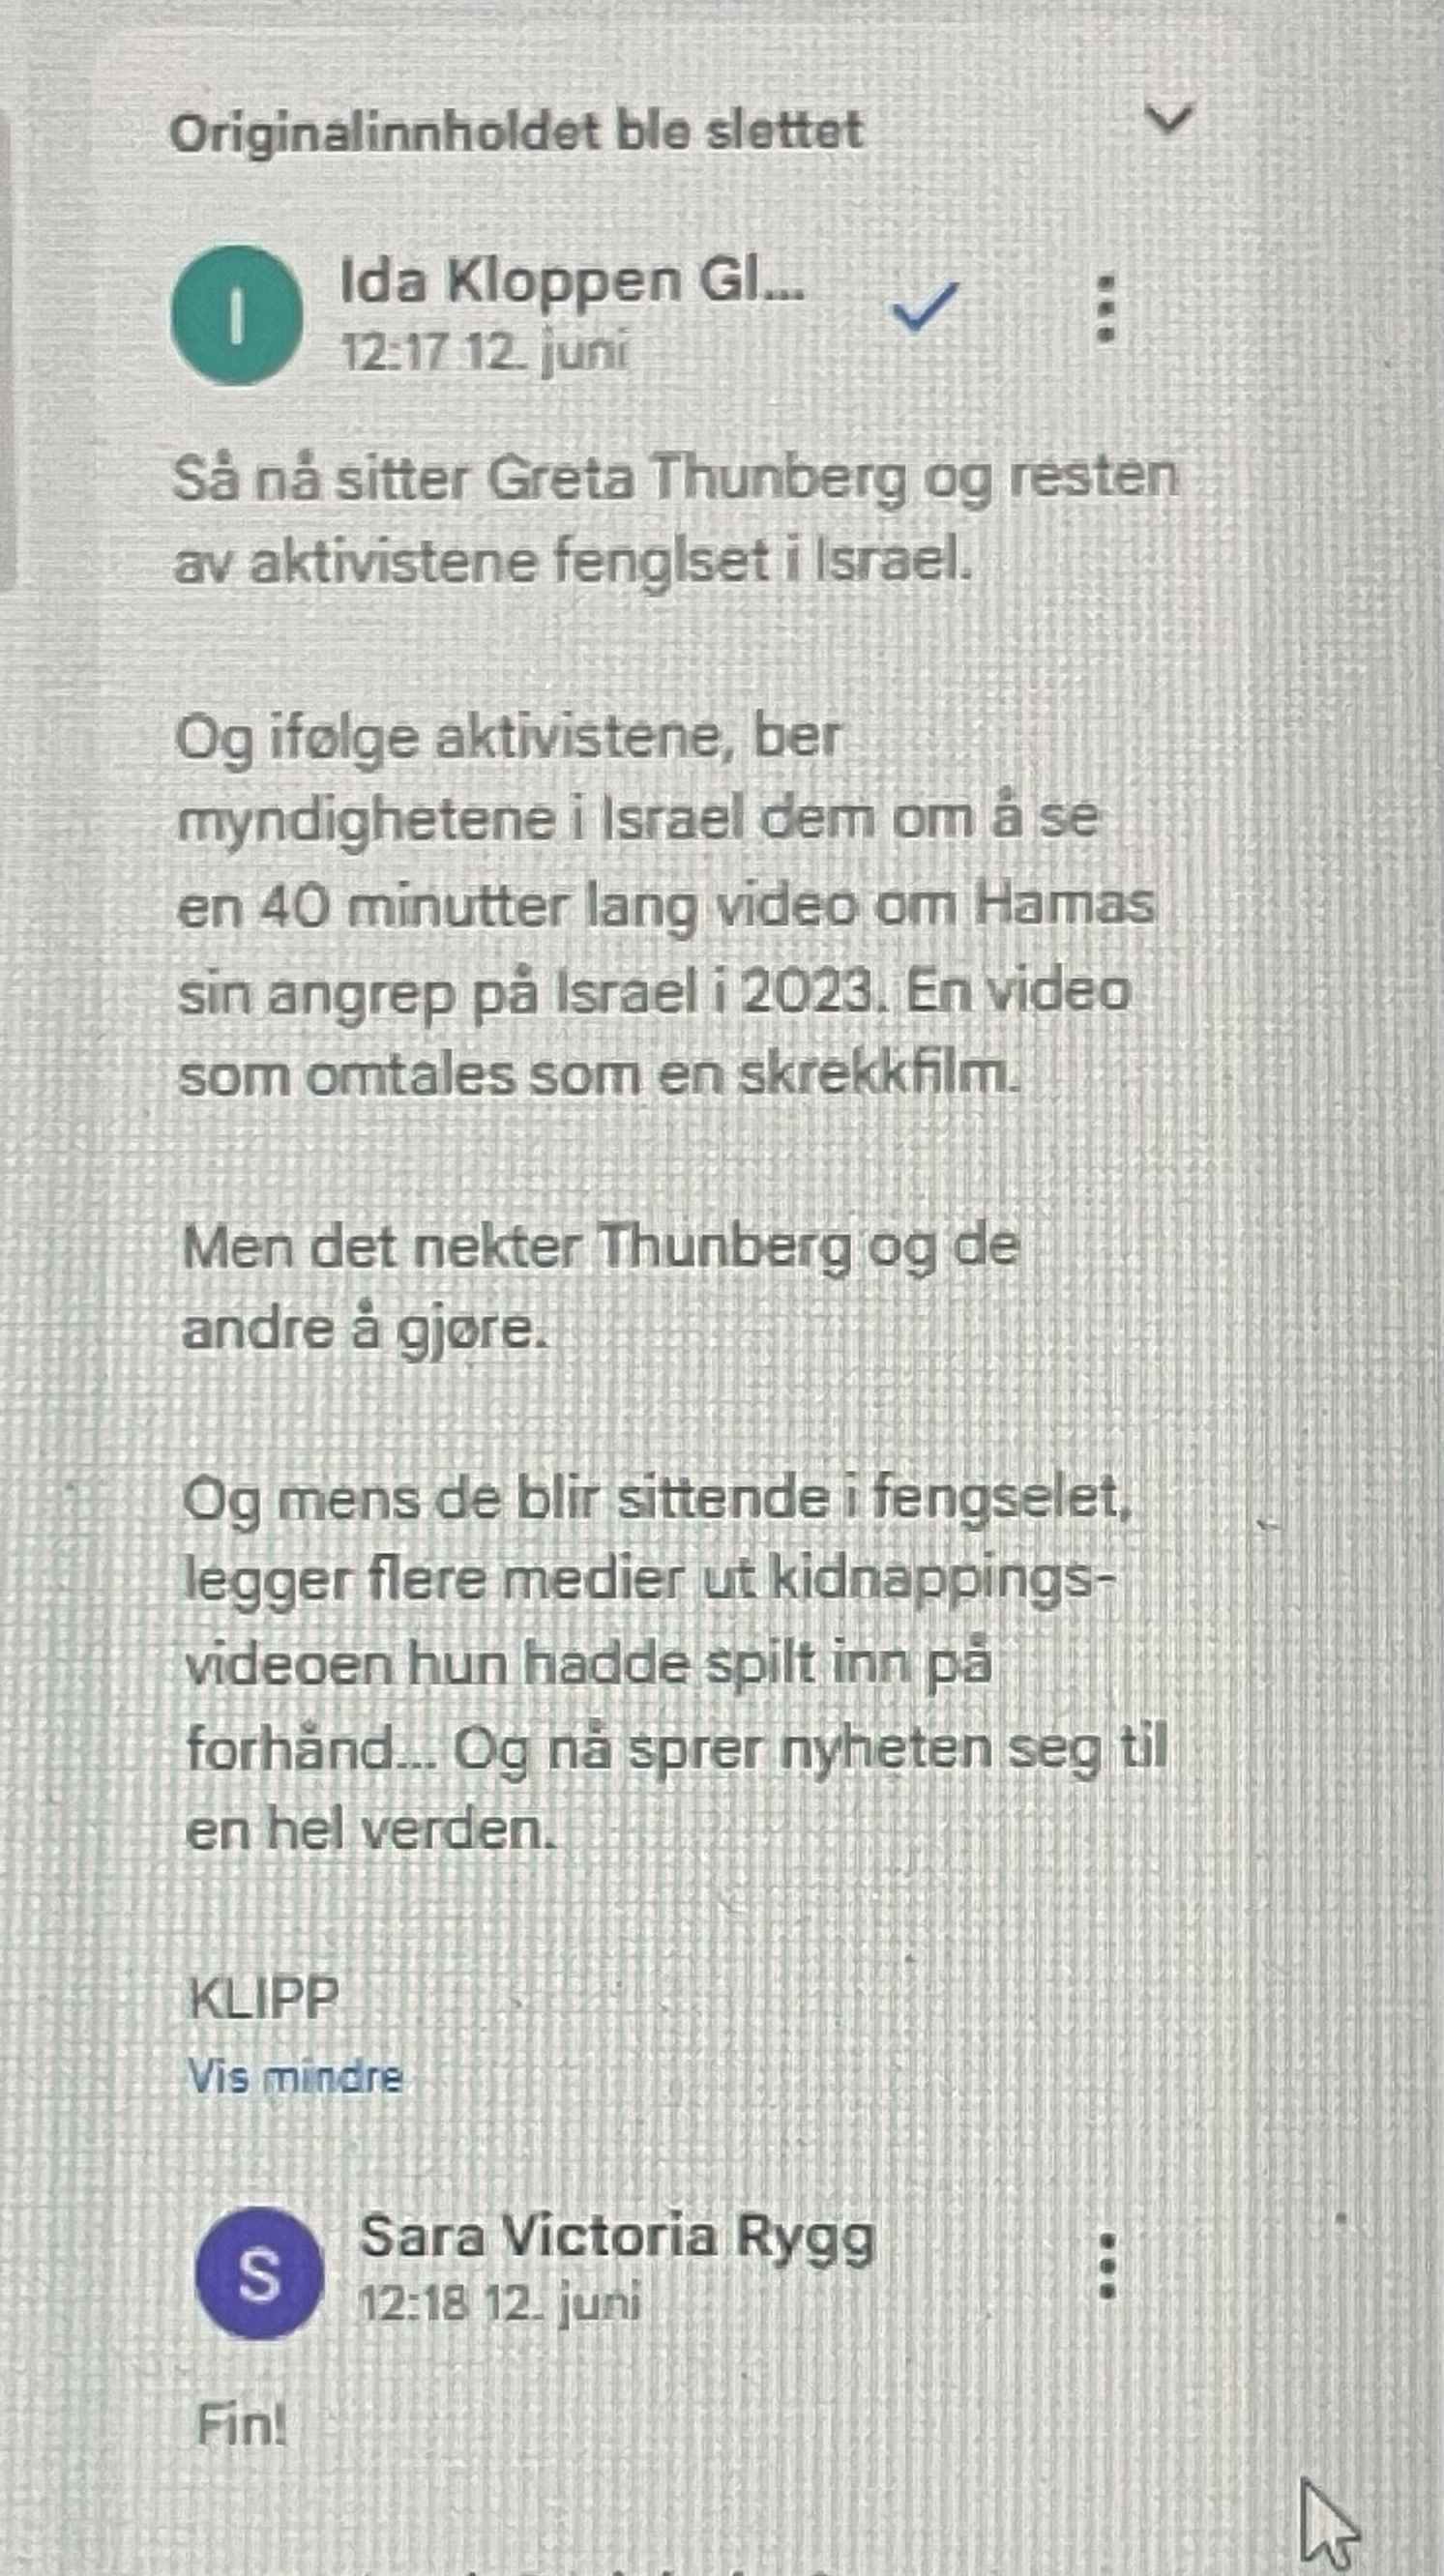 Originalinnholdet ble slettet
I
Ida Kloppen Gl...
12:17 12. juni
Så nå sitter Greta Thunberg og resten
av aktivistene fenglset i Israel.
Og ifølge aktivistene, ber
myndighetene i Israel dem om å se
en 40 minutter lang video om Hamas
sin angrep på Israel i 2023. En video
som omtales som en skrekkfilm.
Men det nekter Thunberg og de
andre å gjøre.
Og mens de blir sittende i fengselet,
legger flere medier ut kidnappings-
videoen hun hadde spilt inn på
forhånd... Og nå sprer nyheten seg til
en hel verden.
KLIPP
Vis mindre
S
Sara Victoria Rygg
12:18 12. juni
Fin!